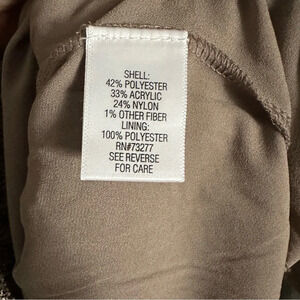 SHELL:
42% POLYESTER
33% ACRYLIC
24% NYLON
1% OTHER FIBER
LINING:
100% POLYESTER
RN#73277
SEE REVERSE
FOR CARE